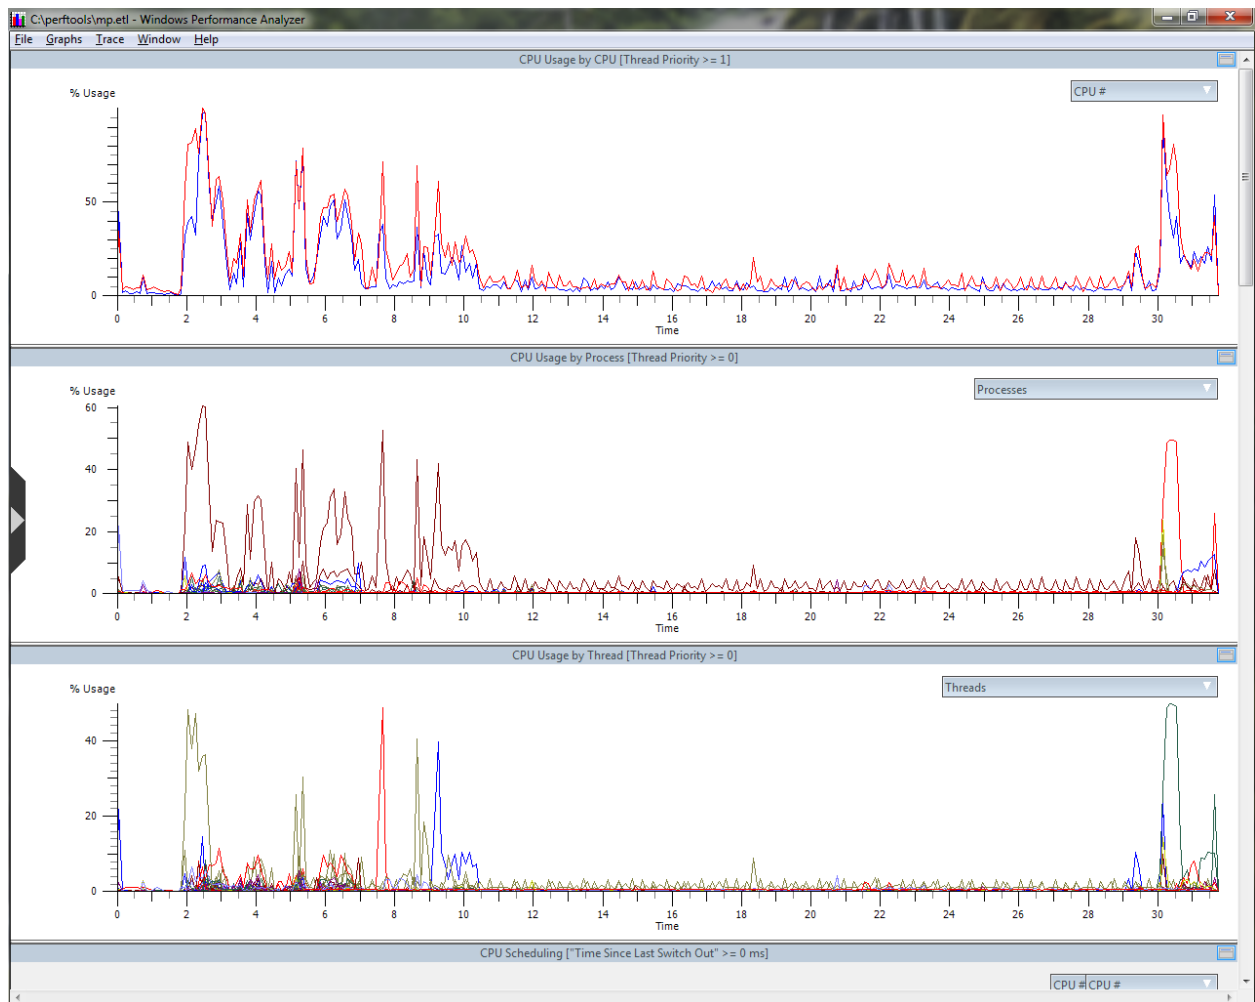 C:\perftools\mp.etl - Windows Performance Analyzer
File Graphs Trace Window Help
CPU Usage by CPU [Thread Priority >= 1]
% Usage
CPU #
50
0
0 2 4 6 8 10 12 14 16 18 20 22 24 26 28 30
Time
CPU Usage by Process [Thread Priority >= 0]
% Usage
Processes
60
40
20
0
0 2 4 6 8 10 12 14 16 18 20 22 24 26 28 30
Time
CPU Usage by Thread [Thread Priority >= 0]
% Usage
Threads
40
20
0
0 2 4 6 8 10 12 14 16 18 20 22 24 26 28 30
Time
CPU Scheduling ["Time Since Last Switch Out" >= 0 ms]
CPU # CPU #